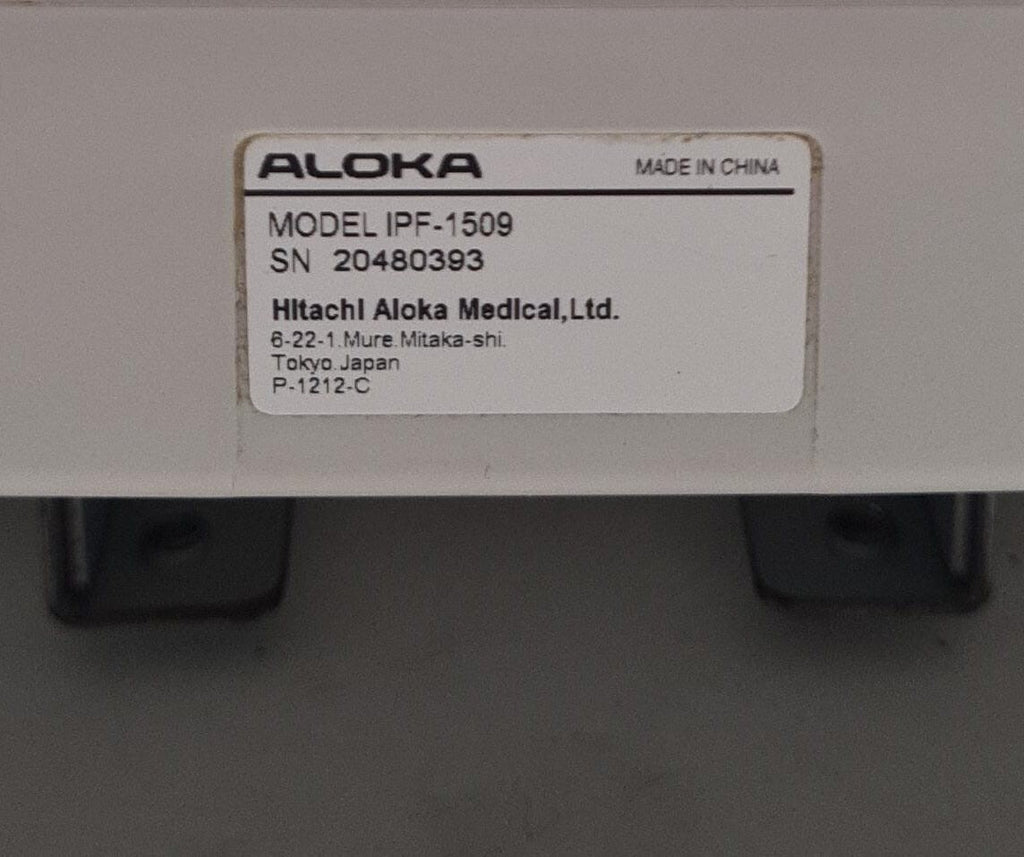 ALOKA MADE IN CHINA
MODEL IPF-1509
SN 20480393
Hitachi Aloka Medical,Ltd.
6-22-1.Mure.Mitaka-shi.
Tokyo.Japan
P-1212-C